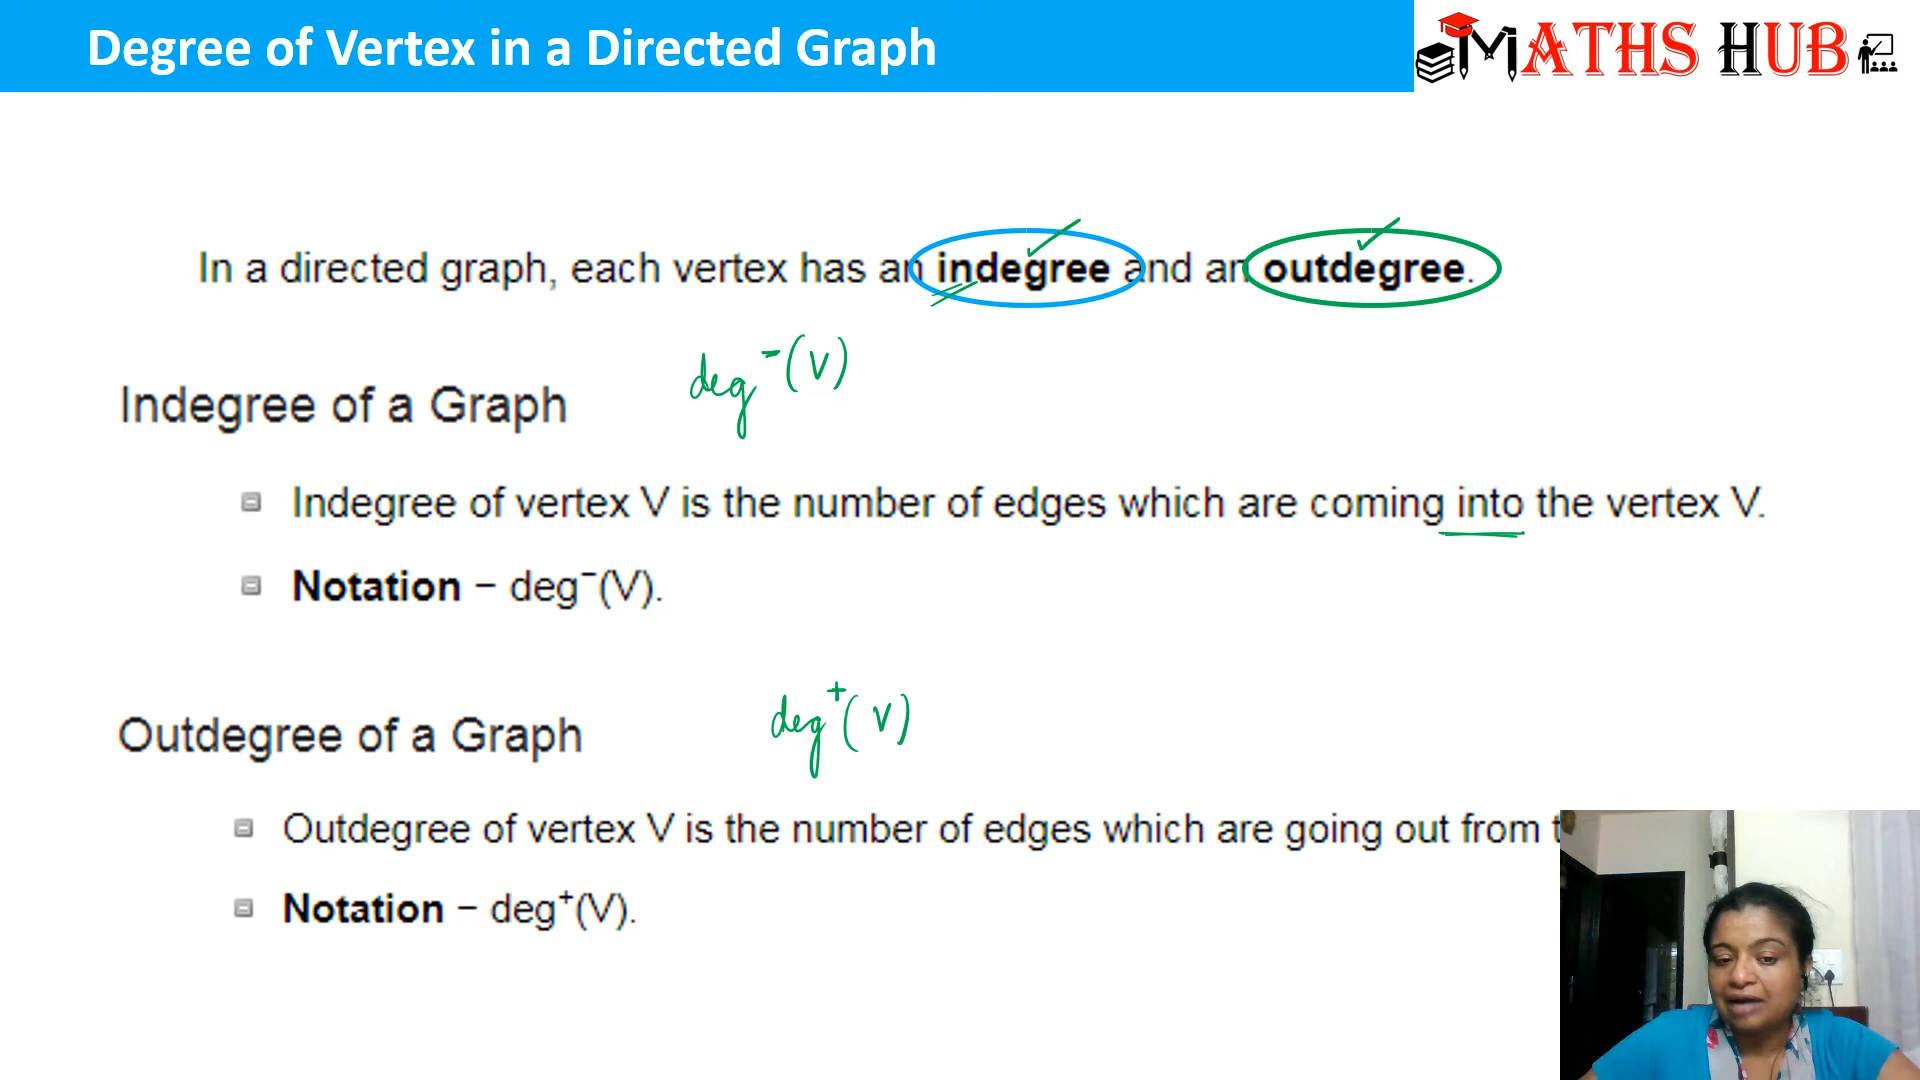 Degree of Vertex in a Directed Graph
MATHS HUB
In a directed graph, each vertex has an indegree and an outdegree.
deg⁻(V)
Indegree of a Graph
Indegree of vertex V is the number of edges which are coming into the vertex V.
Notation − deg⁻(V).
deg⁺(V)
Outdegree of a Graph
Outdegree of vertex V is the number of edges which are going out from
Notation − deg⁺(V).